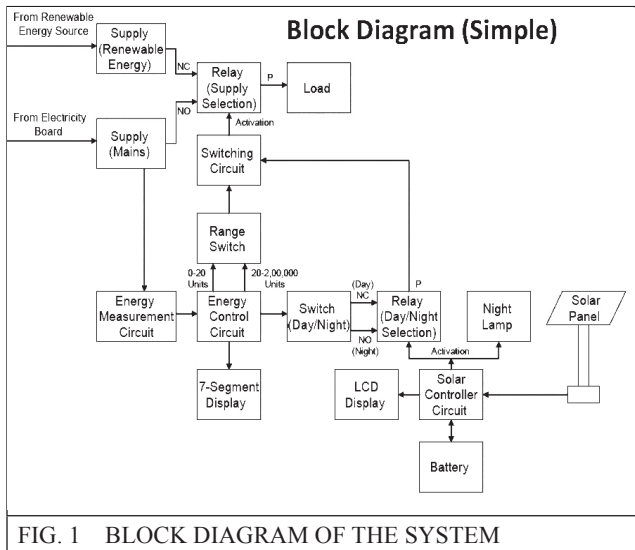 Block Diagram (Simple)
From Renewable
Energy Source
Supply
(Renewable
Energy)
NC
Relay
(Supply
Selection)
P
Load
NO
From Electricity
Board
Supply
(Mains)
Activation
Switching
Circuit
Range
Switch
0-20
Units
20-2,00,000
Units
Energy
Measurement
Circuit
Energy
Control
Circuit
Switch
(Day/Night)
(Day)
NC
NO
(Night)
P
Relay
(Day/Night
Selection)
Night
Lamp
Solar
Panel
Activation
7-Segment
Display
LCD
Display
Solar
Controller
Circuit
Battery
FIG. 1 BLOCK DIAGRAM OF THE SYSTEM